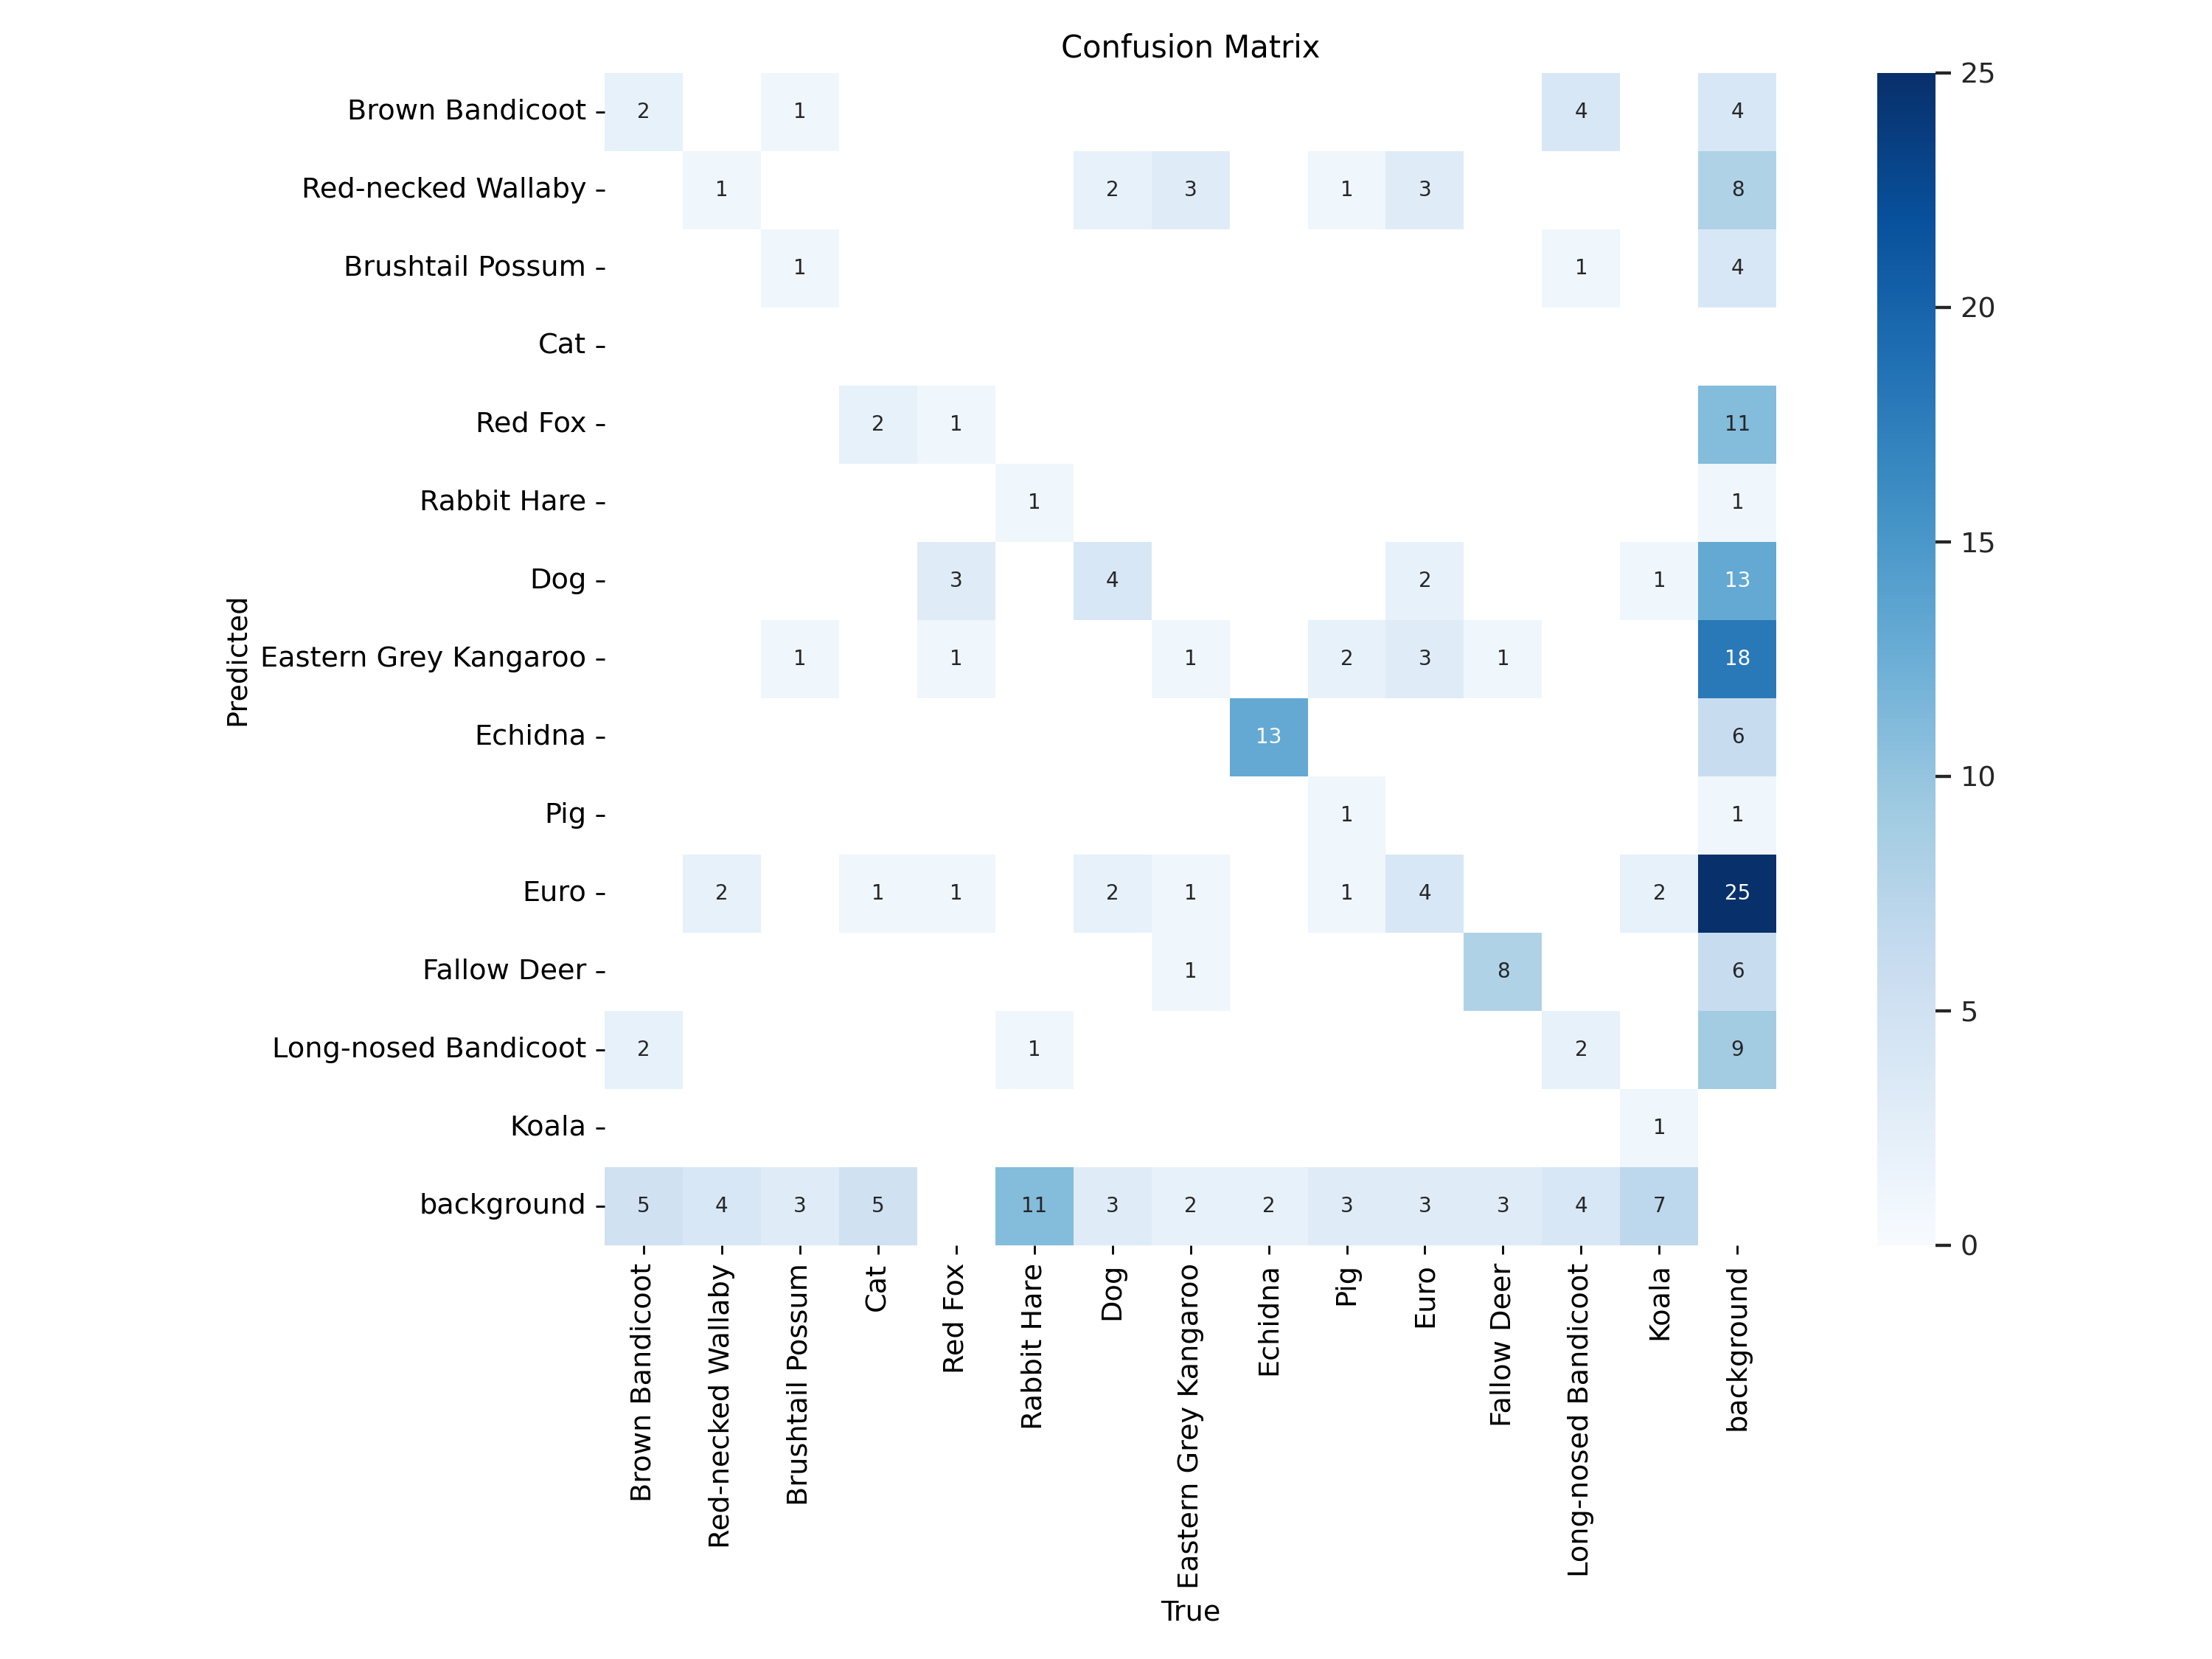 Confusion Matrix
Brown Bandicoot 2 1 4 4
Red-necked Wallaby 1 2 3 1 3 8
Brushtail Possum 1 1 4
Cat
Red Fox 2 1 11
Rabbit Hare 1 1
Dog 3 4 2 1 13
Eastern Grey Kangaroo 1 1 1 2 3 1 18
Echidna 13 6
Pig 1 1
Euro 2 1 1 2 1 1 4 2 25
Fallow Deer 1 8 6
Long-nosed Bandicoot 2 1 2 9
Koala 1
background 5 4 3 5 11 3 2 2 3 3 3 4 7
Predicted
Brown Bandicoot
Red-necked Wallaby
Brushtail Possum
Cat
Red Fox
Rabbit Hare
Dog
Eastern Grey Kangaroo
Echidna
Pig
Euro
Fallow Deer
Long-nosed Bandicoot
Koala
background
True
25
20
15
10
5
0